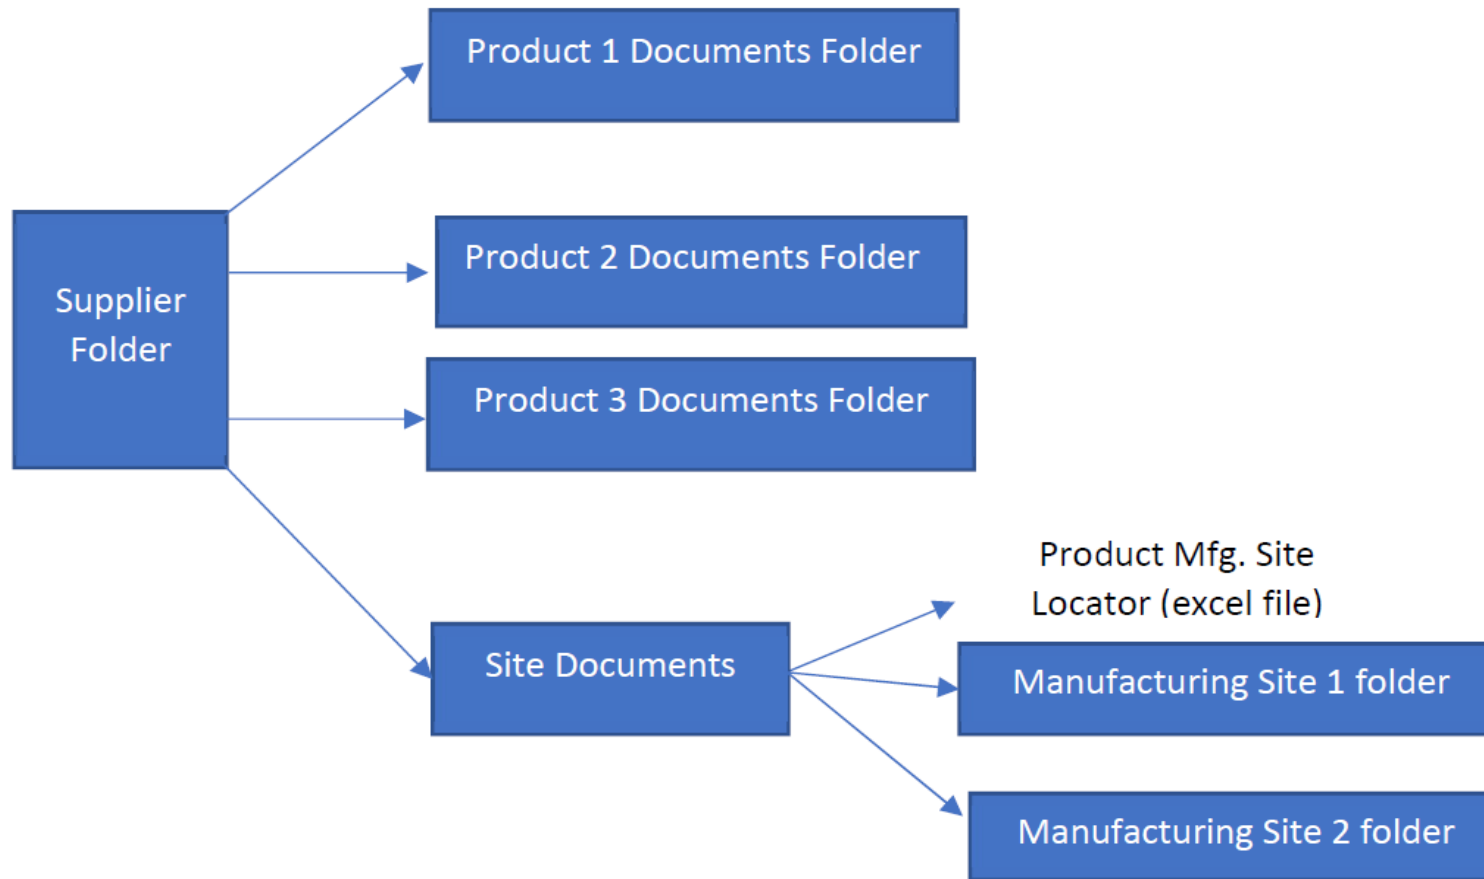 Product 1 Documents Folder
Supplier
Folder
Product 2 Documents Folder
Product 3 Documents Folder
Site Documents
Product Mfg. Site
Locator (excel file)
Manufacturing Site 1 folder
Manufacturing Site 2 folder